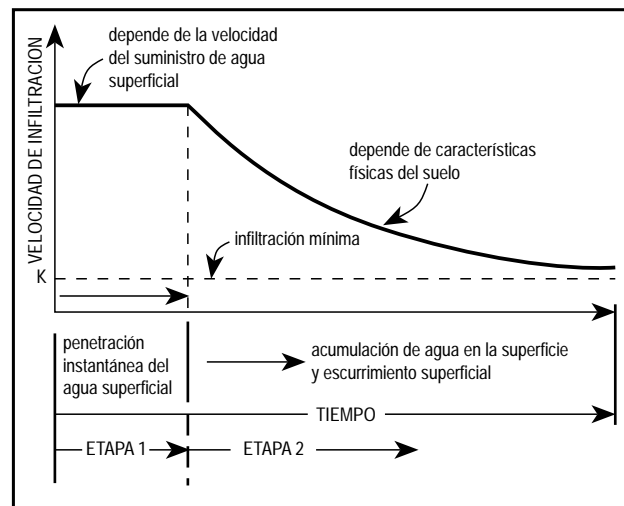 VELOCIDAD DE INFILTRACION
depende de la velocidad
del suministro de agua
superficial
depende de características
físicas del suelo
infiltración mínima
K
penetración
instantánea del
agua superficial
acumulación de agua en la superficie
y escurrimiento superficial
TIEMPO
ETAPA 1
ETAPA 2